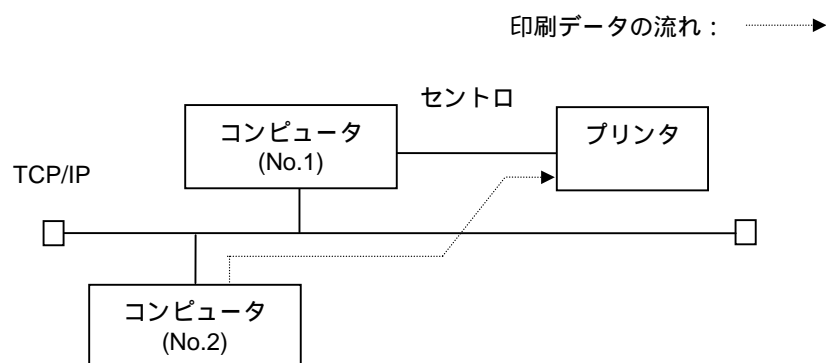 印刷データの流れ：
セントロ
コンピュータ
(No.1)
プリンタ
TCP/IP
コンピュータ
(No.2)